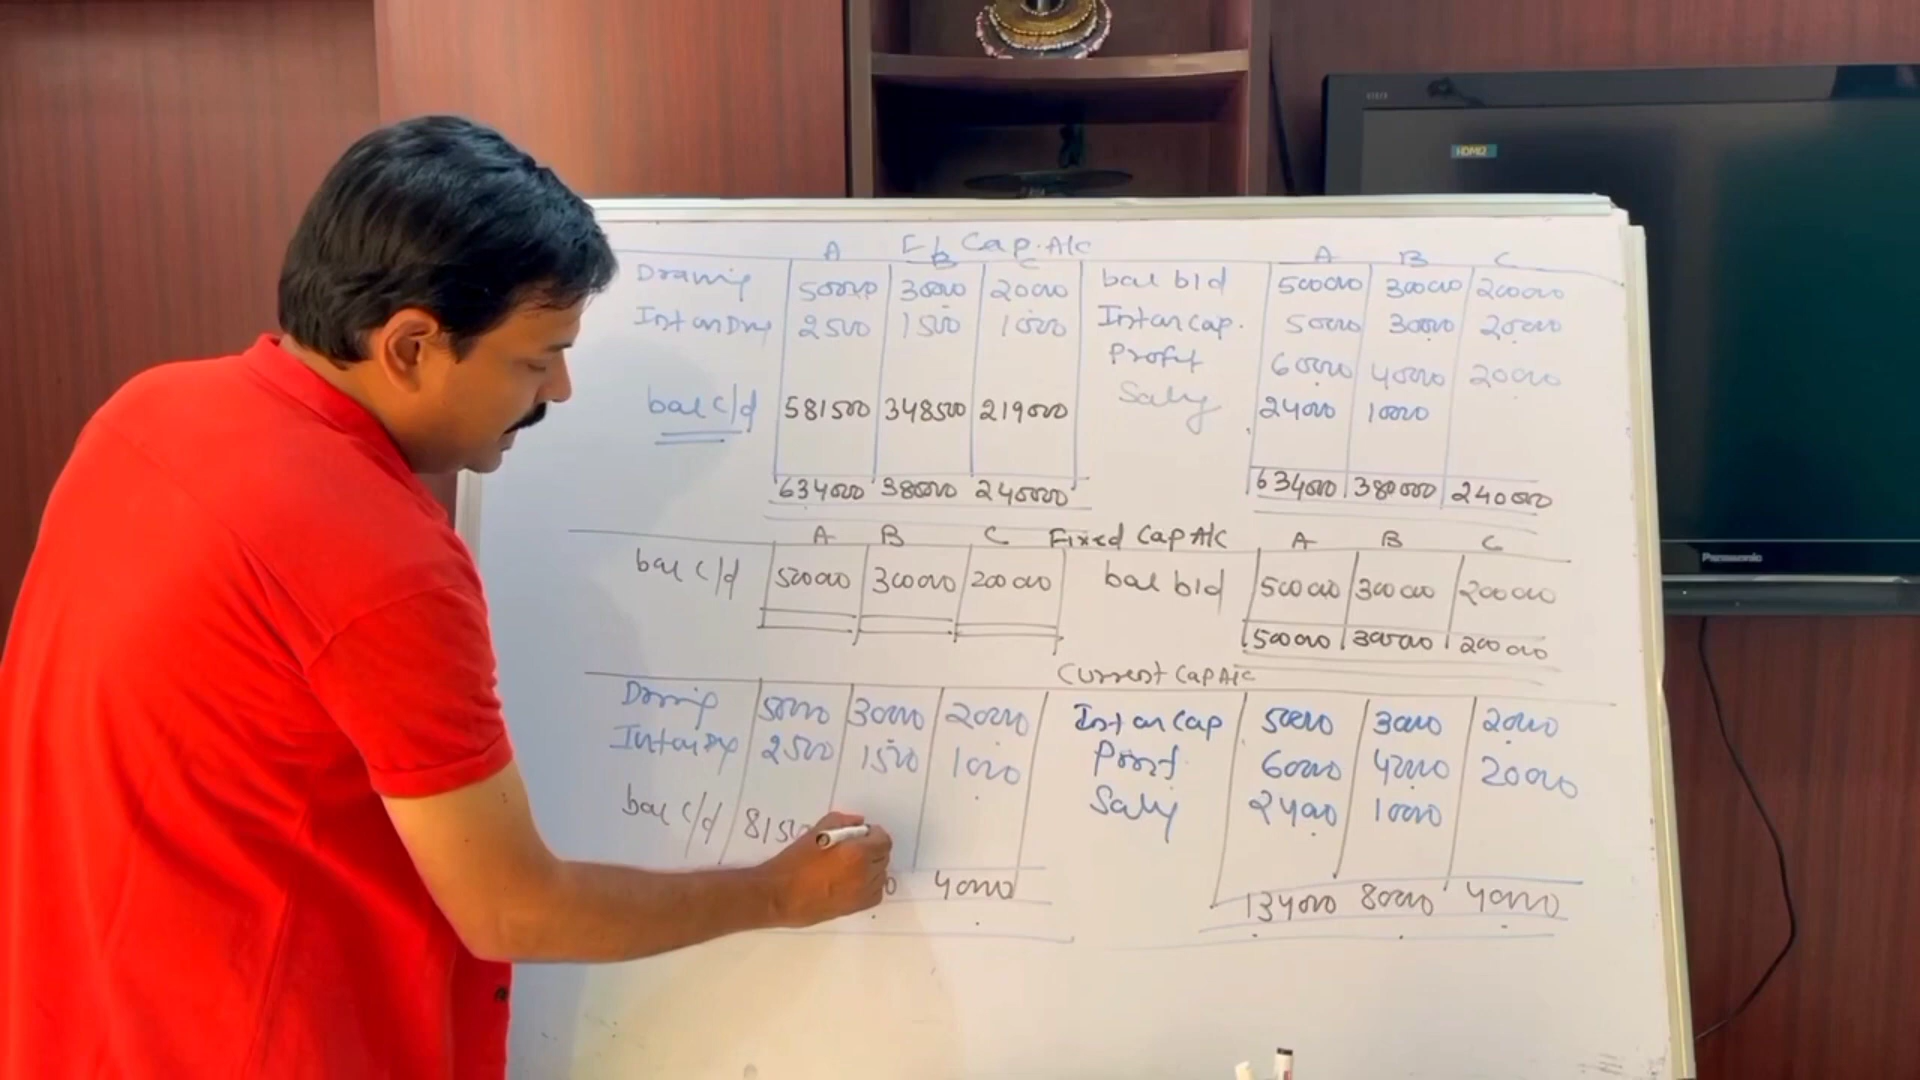 HDMI2
Panasonic
Cap. A/c
A B C A B C
Drawing 50000 30000 20000 bal b/d 500000 300000 200000
Int on Drg 2500 1500 1000 Int on Cap. 50000 30000 20000
Profit 60000 40000 20000
bal c/d 581500 348500 219000 Salary 24000 10000
634000 380000 240000 634000 380000 240000
A B C Fixed Cap A/c A B C
bal c/d 500000 300000 200000 bal b/d 500000 300000 200000
500000 300000 200000
Current Cap A/c
Drawing 50000 30000 20000 Int on Cap 50000 30000 20000
Int on Drg 2500 1500 1000 Profit 60000 40000 20000
bal c/d 8150 Salary 24000 10000
40000 134000 80000 40000